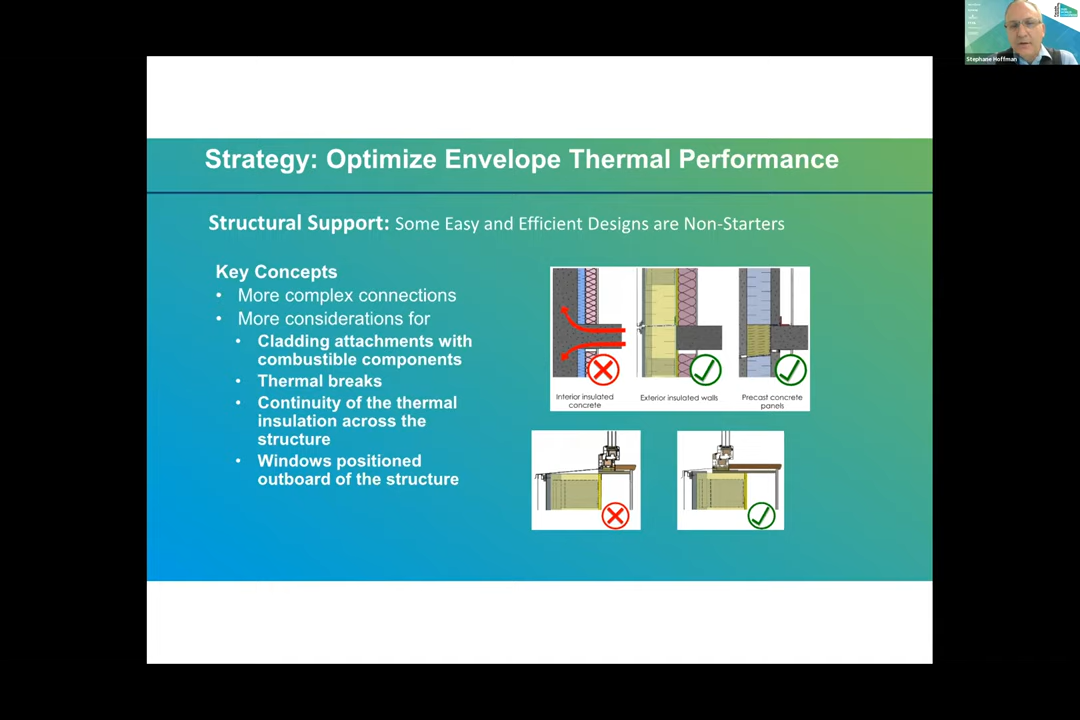 Stephane Hoffman
Strategy: Optimize Envelope Thermal Performance
Structural Support: Some Easy and Efficient Designs are Non-Starters
Key Concepts
• More complex connections
• More considerations for
• Cladding attachments with
combustible components
• Thermal breaks
• Continuity of the thermal
insulation across the
structure
• Windows positioned
outboard of the structure
Interior insulated
concrete
Exterior insulated walls
Precast concrete
panels